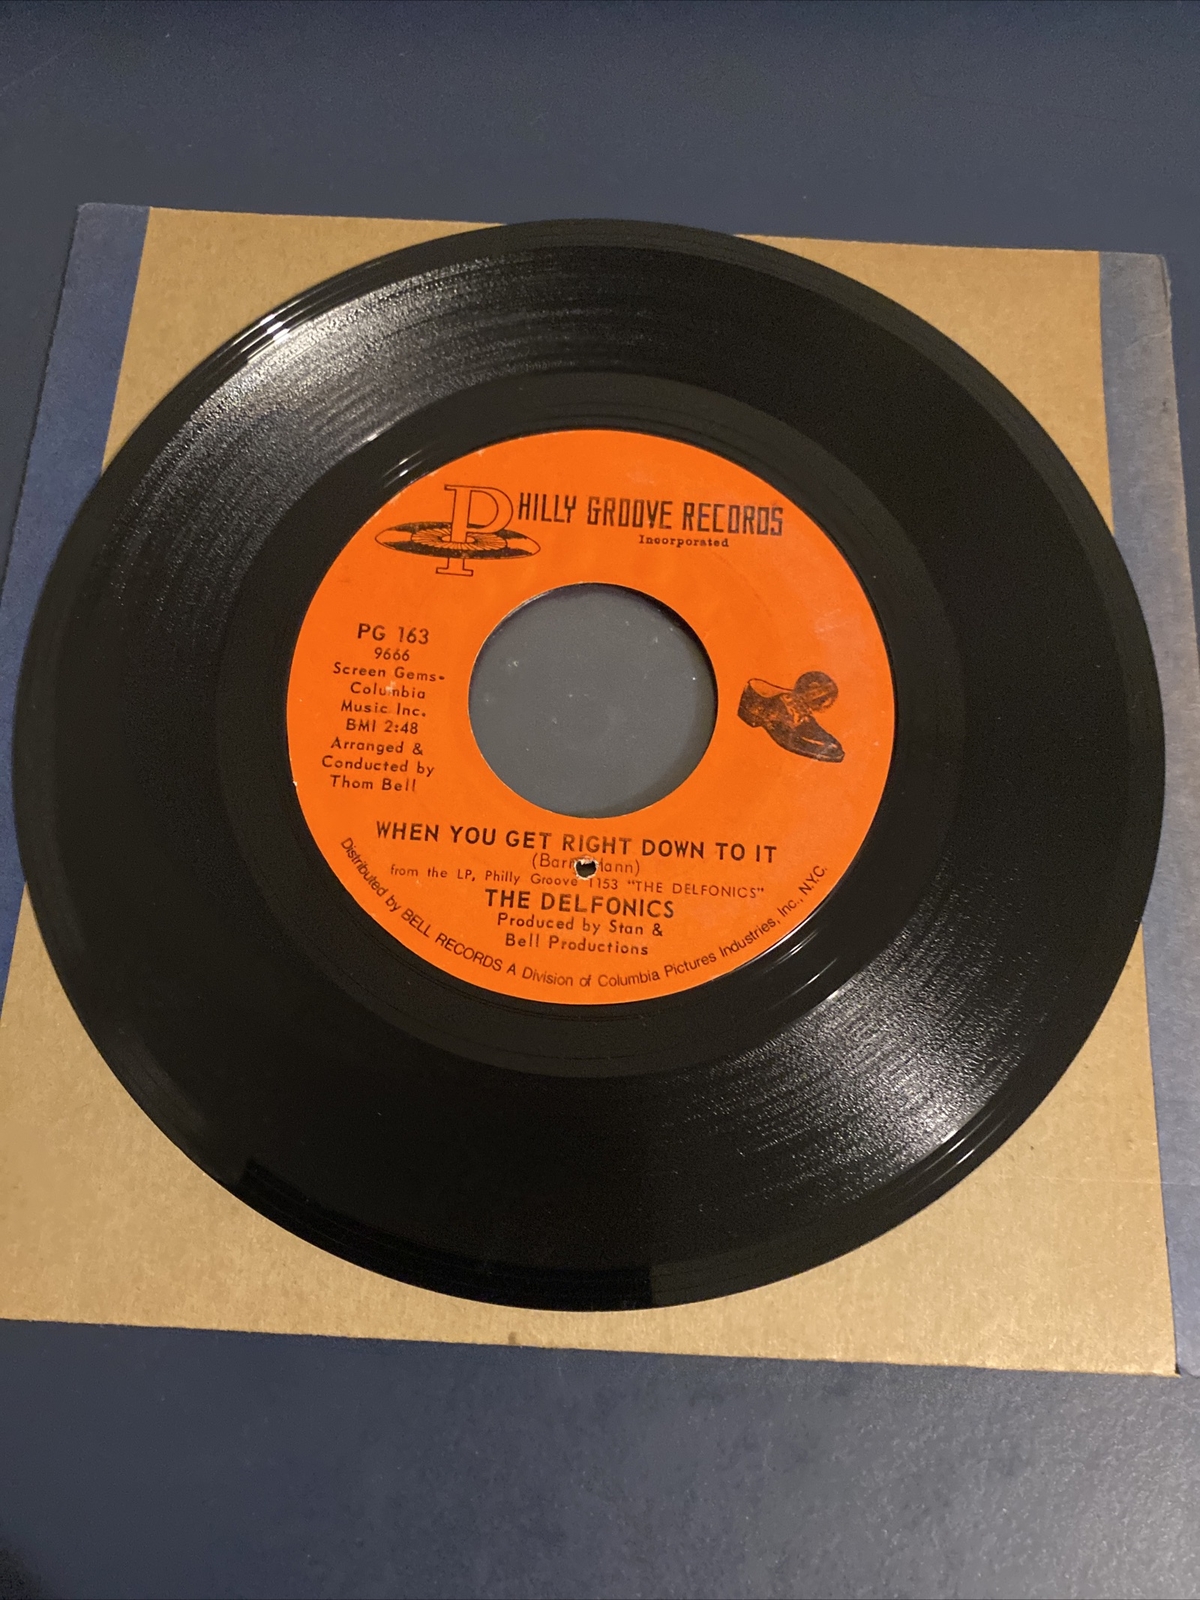 PHILLY GROOVE RECORDS
Incorporated
PG 163
9666
Screen Gems-
Columbia
Music Inc.
BMI 2:48
Arranged &
Conducted by
Thom Bell
WHEN YOU GET RIGHT DOWN TO IT
from the LP, Philly Groove 1153 "THE DELFONICS"
THE DELFONICS
Produced by Stan &
Bell Productions
Distributed by BELL RECORDS A Division of Columbia Pictures Industries, Inc., N.Y.C.